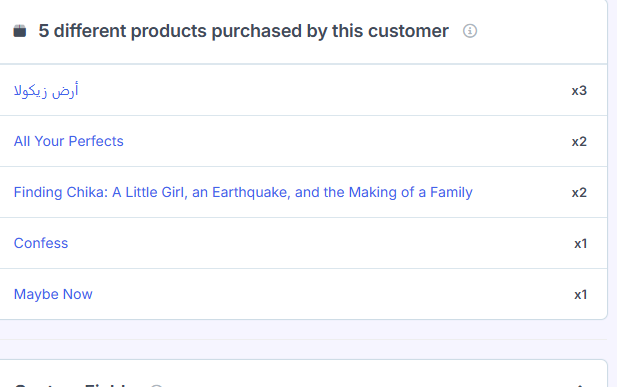 5 different products purchased by this customer
أرض زيكولا x3
All Your Perfects x2
Finding Chika: A Little Girl, an Earthquake, and the Making of a Family x2
Confess x1
Maybe Now x1